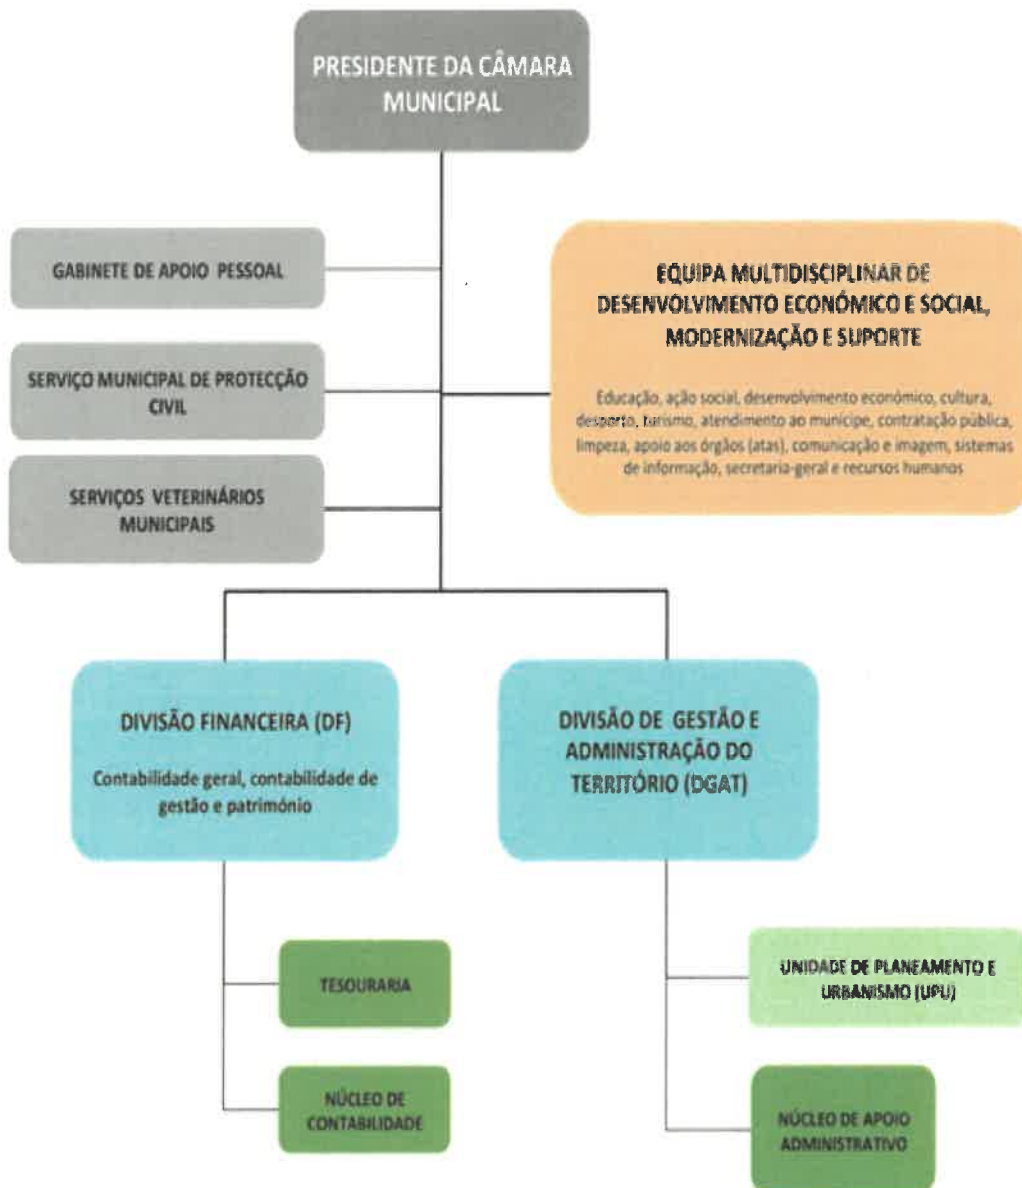 PRESIDENTE DA CÂMARA
MUNICIPAL
GABINETE DE APOIO PESSOAL
EQUIPA MULTIDISCIPLINAR DE
DESENVOLVIMENTO ECONÓMICO E SOCIAL,
MODERNIZAÇÃO E SUPORTE
Educação, ação social, desenvolvimento económico, cultura,
desporto, turismo, atendimento ao munícipe, contratação pública,
limpeza, apoio aos órgãos (atas), comunicação e imagem, sistemas
de informação, secretaria-geral e recursos humanos
SERVIÇO MUNICIPAL DE PROTECÇÃO
CIVIL
SERVIÇOS VETERINÁRIOS
MUNICIPAIS
DIVISÃO FINANCEIRA (DF)
Contabilidade geral, contabilidade de
gestão e património
DIVISÃO DE GESTÃO E
ADMINISTRAÇÃO DO
TERRITÓRIO (DGAT)
TESOURARIA
UNIDADE DE PLANEAMENTO E
URBANISMO (UPU)
NÚCLEO DE
CONTABILIDADE
NÚCLEO DE APOIO
ADMINISTRATIVO